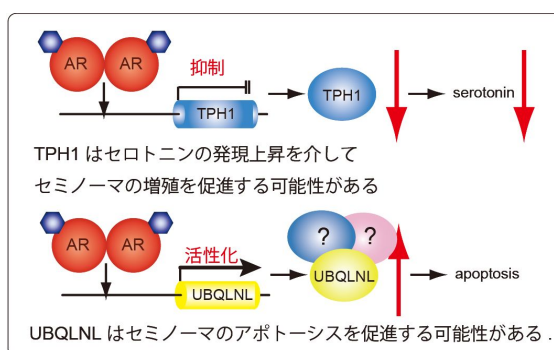 AR AR
抑制
TPH1 TPH1 serotonin
TPH1 はセロトニンの発現上昇を介して
セミノーマの増殖を促進する可能性がある
AR AR
活性化
? ?
UBQLNL UBQLNL apoptosis
UBQLNL はセミノーマのアポトーシスを促進する可能性がある .